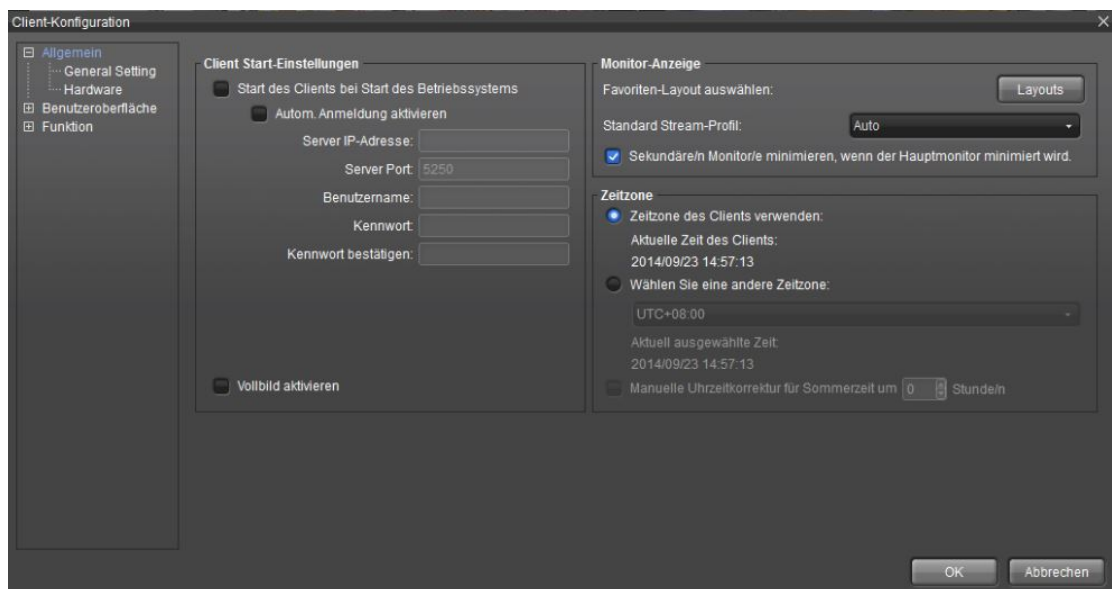 Client-Konfiguration
Allgemein
General Setting
Hardware
Benutzeroberfläche
Funktion
Client Start-Einstellungen
Start des Clients bei Start des Betriebssystems
Autom. Anmeldung aktivieren
Server IP-Adresse:
Server Port: 5250
Benutzername:
Kennwort:
Kennwort bestätigen:
Vollbild aktivieren
Monitor-Anzeige
Favoriten-Layout auswählen: Layouts
Standard Stream-Profil: Auto
Sekundäre/n Monitor/e minimieren, wenn der Hauptmonitor minimiert wird.
Zeitzone
Zeitzone des Clients verwenden:
Aktuelle Zeit des Clients:
2014/09/23 14:57:13
Wählen Sie eine andere Zeitzone:
UTC+08:00
Aktuell ausgewählte Zeit:
2014/09/23 14:57:13
Manuelle Uhrzeitkorrektur für Sommerzeit um 0 Stunde/n
OK Abbrechen